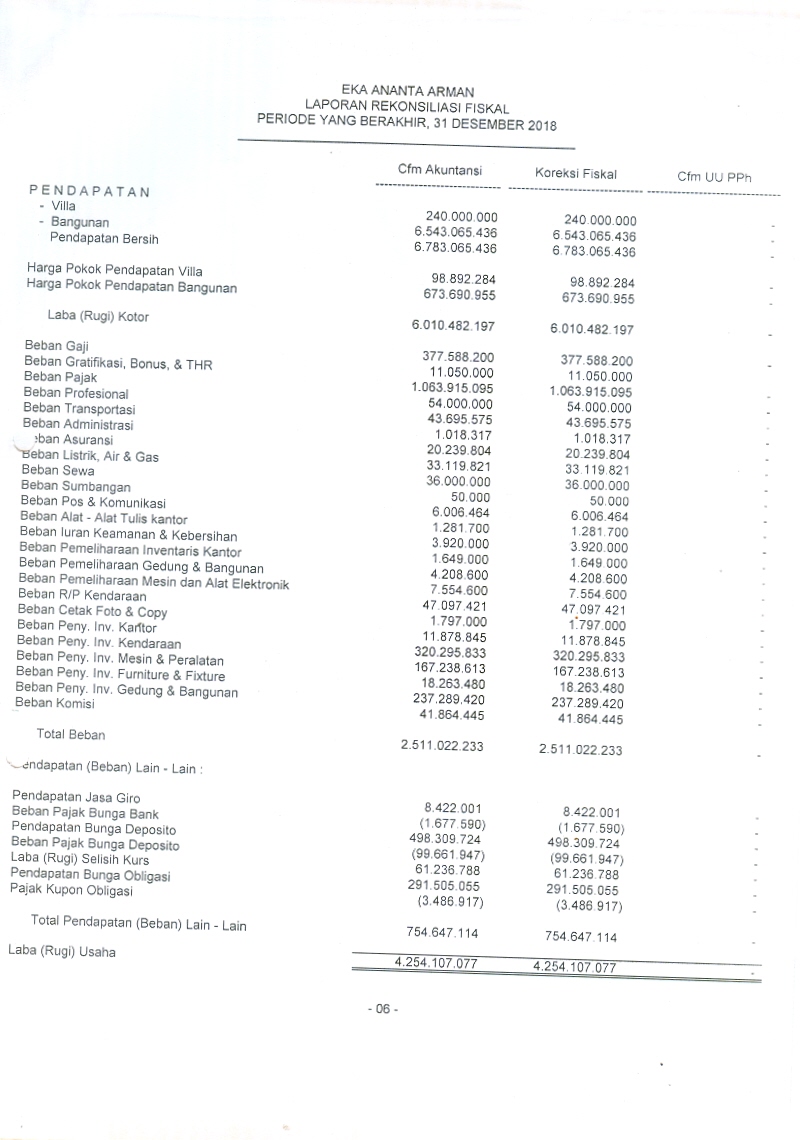 EKA ANANTA ARMAN
LAPORAN REKONSILIASI FISKAL
PERIODE YANG BERAKHIR, 31 DESEMBER 2018
Cfm Akuntansi Koreksi Fiskal Cfm UU PPh
PENDAPATAN
- Villa 240.000.000 240.000.000 -
- Bangunan 6.543.065.436 6.543.065.436 -
Pendapatan Bersih 6.783.065.436 6.783.065.436 -
Harga Pokok Pendapatan Villa 98.892.284 98.892.284 -
Harga Pokok Pendapatan Bangunan 673.690.955 673.690.955 -
Laba (Rugi) Kotor 6.010.482.197 6.010.482.197 -
Beban Gaji 377.588.200 377.588.200 -
Beban Gratifikasi, Bonus, & THR 11.050.000 11.050.000 -
Beban Pajak 1.063.915.095 1.063.915.095 -
Beban Profesional 54.000.000 54.000.000 -
Beban Transportasi 43.695.575 43.695.575 -
Beban Administrasi 1.018.317 1.018.317 -
eban Asuransi 20.239.804 20.239.804 -
Beban Listrik, Air & Gas 33.119.821 33.119.821 -
Beban Sewa 36.000.000 36.000.000 -
Beban Sumbangan 50.000 50.000 -
Beban Pos & Komunikasi 6.006.464 6.006.464 -
Beban Alat - Alat Tulis kantor 1.281.700 1.281.700 -
Beban Iuran Keamanan & Kebersihan 3.920.000 3.920.000 -
Beban Pemeliharaan Inventaris Kantor 1.649.000 1.649.000 -
Beban Pemeliharaan Gedung & Bangunan 4.208.600 4.208.600 -
Beban Pemeliharaan Mesin dan Alat Elektronik 7.554.600 7.554.600 -
Beban R/P Kendaraan 47.097.421 47.097.421 -
Beban Cetak Foto & Copy 1.797.000 1.797.000 -
Beban Peny. Inv. Kantor 11.878.845 11.878.845 -
Beban Peny. Inv. Kendaraan 320.295.833 320.295.833 -
Beban Peny. Inv. Mesin & Peralatan 167.238.613 167.238.613 -
Beban Peny. Inv. Furniture & Fixture 18.263.480 18.263.480 -
Beban Peny. Inv. Gedung & Bangunan 237.289.420 237.289.420 -
Beban Komisi 41.864.445 41.864.445 -
Total Beban 2.511.022.233 2.511.022.233 -
endapatan (Beban) Lain - Lain :
Pendapatan Jasa Giro 8.422.001 8.422.001 -
Beban Pajak Bunga Bank (1.677.590) (1.677.590) -
Pendapatan Bunga Deposito 498.309.724 498.309.724 -
Beban Pajak Bunga Deposito (99.661.947) (99.661.947) -
Laba (Rugi) Selisih Kurs 61.236.788 61.236.788 -
Pendapatan Bunga Obligasi 291.505.055 291.505.055 -
Pajak Kupon Obligasi (3.486.917) (3.486.917) -
Total Pendapatan (Beban) Lain - Lain 754.647.114 754.647.114 -
Laba (Rugi) Usaha 4.254.107.077 4.254.107.077 -
- 06 -